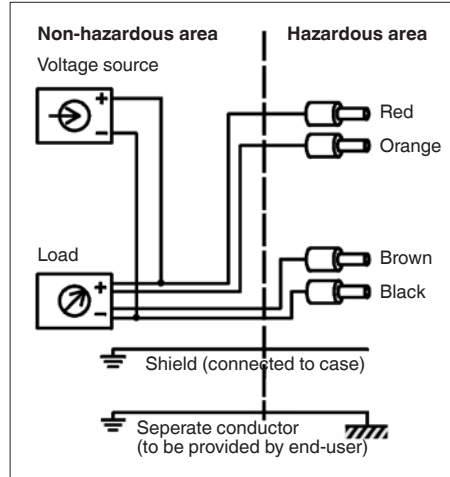 Non-hazardous area
Hazardous area
Voltage source
+
−
Red
Orange
Load
+
−
Brown
Black
Shield (connected to case)
Seperate conductor
(to be provided by end-user)